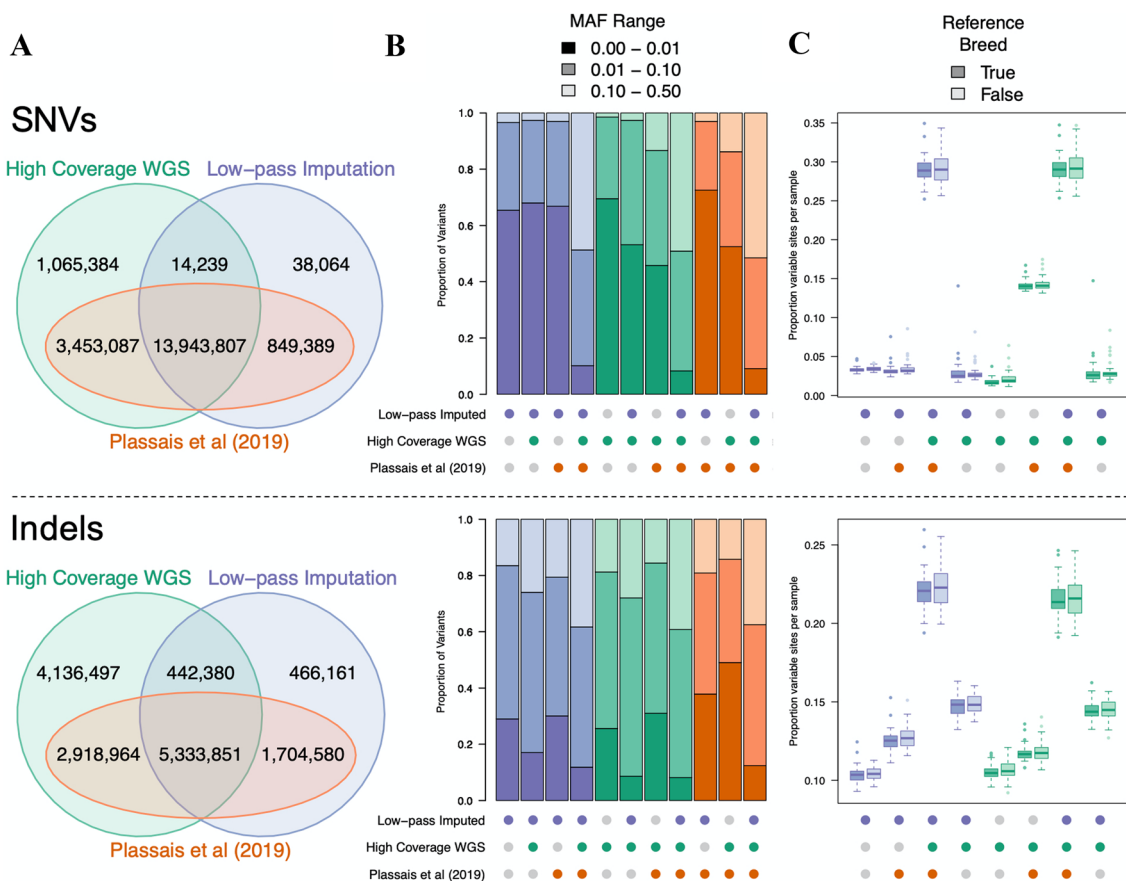 A
B
C
MAF Range
0.00 – 0.01
0.01 – 0.10
0.10 – 0.50
Reference
Breed
True
False
SNVs
High Coverage WGS
Low–pass Imputation
1,065,384
14,239
38,064
3,453,087
13,943,807
849,389
Plassais et al (2019)
Proportion of Variants
1.0
0.8
0.6
0.4
0.2
0.0
Low–pass Imputed
High Coverage WGS
Plassais et al (2019)
Proportion variable sites per sample
0.35
0.30
0.25
0.20
0.15
0.10
0.05
0.00
Indels
High Coverage WGS
Low–pass Imputation
4,136,497
442,380
466,161
2,918,964
5,333,851
1,704,580
Plassais et al (2019)
Proportion of Variants
1.0
0.8
0.6
0.4
0.2
0.0
Low–pass Imputed
High Coverage WGS
Plassais et al (2019)
Proportion variable sites per sample
0.25
0.20
0.15
0.10